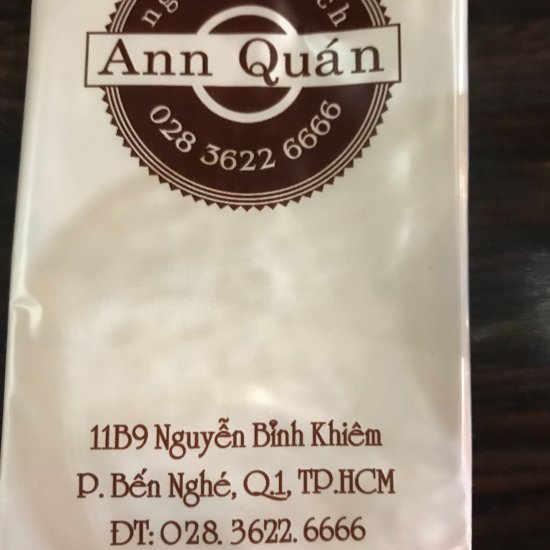 Ann Quán
028 3622 6666
11B9 Nguyễn Bỉnh Khiêm
P. Bến Nghé, Q.1, TP.HCM
ĐT: 028. 3622. 6666